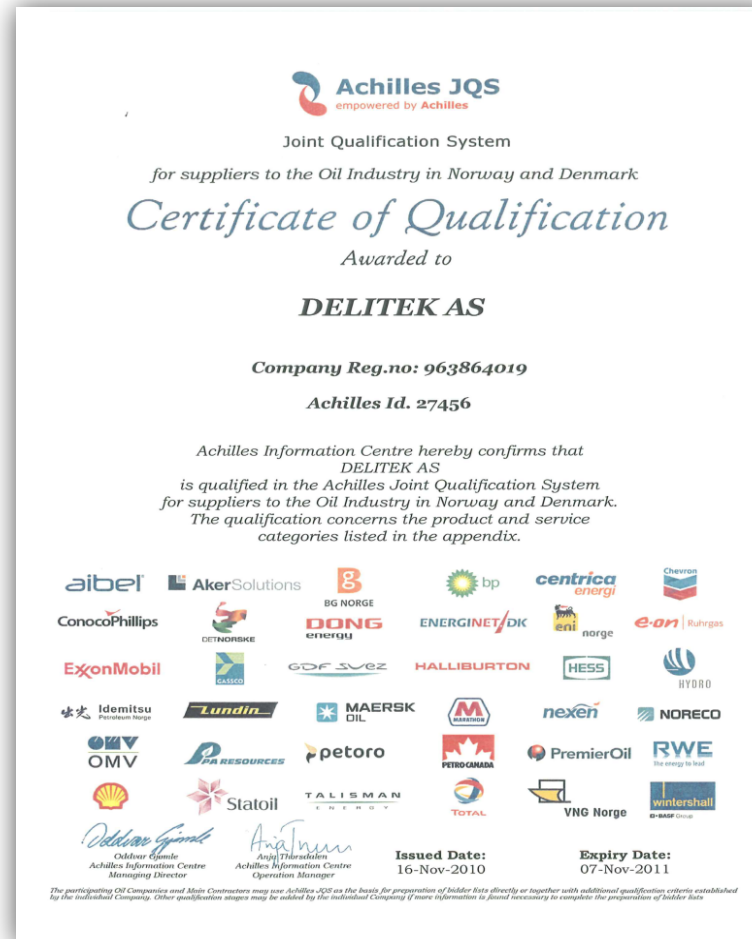 Achilles JQS
empowered by Achilles
Joint Qualification System
for suppliers to the Oil Industry in Norway and Denmark
Certificate of Qualification
Awarded to
DELITEK AS
Company Reg.no: 963864019
Achilles Id. 27456
Achilles Information Centre hereby confirms that
DELITEK AS
is qualified in the Achilles Joint Qualification System
for suppliers to the Oil Industry in Norway and Denmark.
The qualification concerns the product and service
categories listed in the appendix.
aibel AkerSolutions BG NORGE bp centrica energi Chevron
ConocoPhillips DETNORSKE DONG energy ENERGINET/DK eni norge e·on Ruhrgas
ExxonMobil GASSCO GDF SUEZ HALLIBURTON HESS HYDRO
出光 Idemitsu Petroleum Norge Lundin MAERSK OIL M MARATHON nexen NORECO
OMV OMV PA RESOURCES petoro PETRO-CANADA PremierOil RWE The energy to lead
Statoil TALISMAN ENERGY TOTAL VNG Norge wintershall BASF Group
Oddvar Gjømle
Achilles Information Centre
Managing Director
Anja Thorsdalen
Achilles Information Centre
Operation Manager
Issued Date:
16-Nov-2010
Expiry Date:
07-Nov-2011
The participating Oil Companies and Main Contractors may use Achilles JQS as the basis for preparation of bidder lists directly or together with additional qualification criteria established
by the individual Company. Other qualification stages may be added by the individual Company if more information is found necessary to complete the preparation of bidder lists